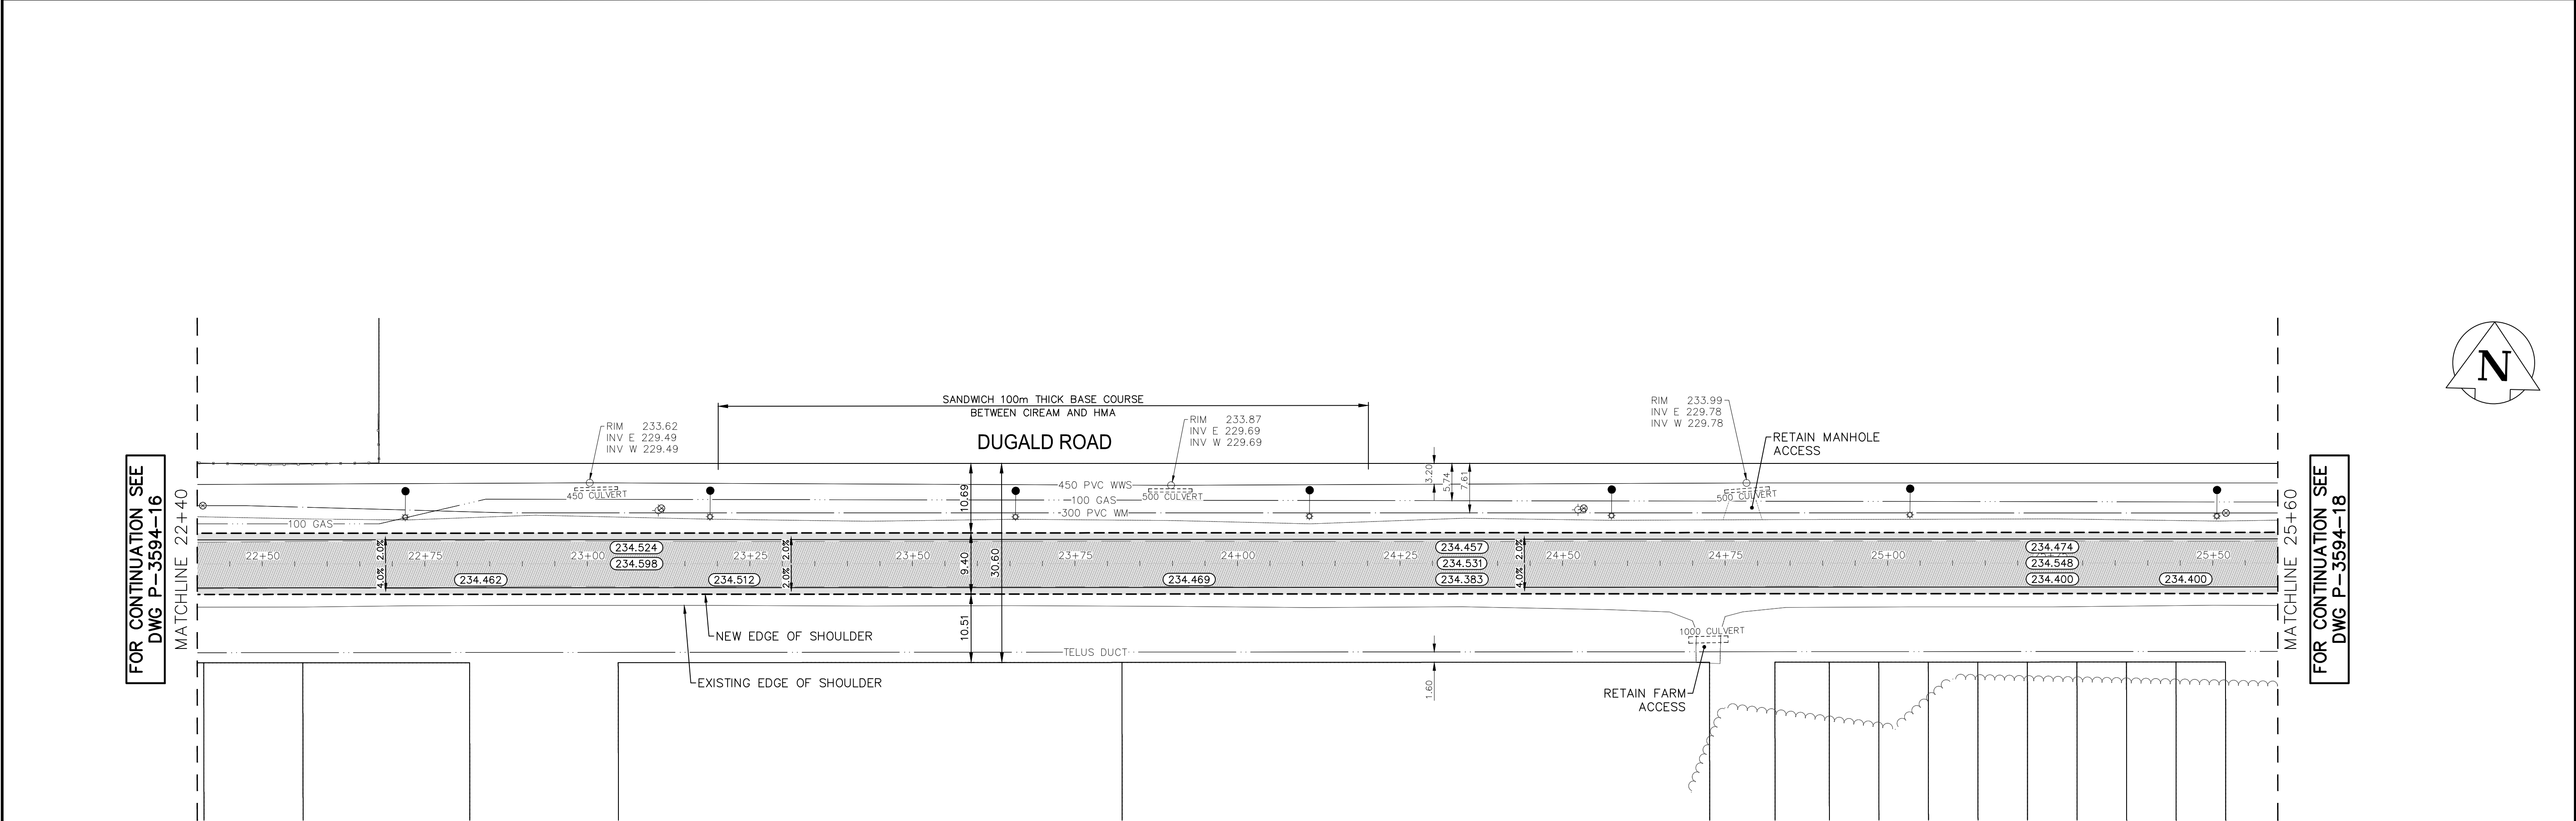 SANDWICH 100m THICK BASE COURSE
BETWEEN CIREAM AND HMA
DUGALD ROAD
N
RIM 233.62
INV E 229.49
INV W 229.49
RIM 233.87
INV E 229.69
INV W 229.69
RIM 233.99
INV E 229.78
INV W 229.78
RETAIN MANHOLE
ACCESS
FOR CONTINUATION SEE
DWG P-3594-16
MATCHLINE 22+40
450 CULVERT
100 GAS
10.69
450 PVC WWS
100 GAS
300 PVC WM
500 CULVERT
3.20
5.74
7.61
500 CULVERT
22+50
4.0% 2.0%
22+75
234.462
23+00
234.524
234.598
23+25
234.512
2.0% 2.0%
23+50
9.40
30.60
23+75
234.469
24+00
24+25
234.457
234.531
234.383
4.0% 2.0%
24+50
24+75
25+00
234.474
234.548
234.400
25+50
234.400
MATCHLINE 25+60
FOR CONTINUATION SEE
DWG P-3594-18
NEW EDGE OF SHOULDER
10.51
1000 CULVERT
TELUS DUCT
EXISTING EDGE OF SHOULDER
1.60
RETAIN FARM
ACCESS